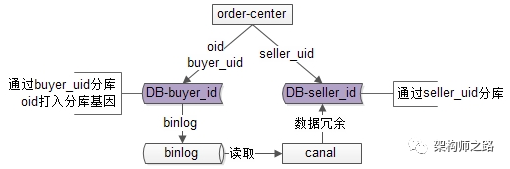 order-center
oid
buyer_uid
seller_uid
通过buyer_uid分库
oid打入分库基因
DB-buyer_id
DB-seller_id
通过seller_uid分库
binlog
数据冗余
binlog
读取
canal
架构师之路